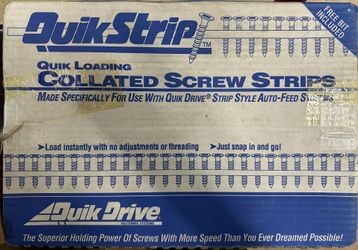 QuikStrip™
FREE BIT
INCLUDED
QUIK LOADING
COLLATED SCREW STRIPS
MADE SPECIFICALLY FOR USE WITH QUIK DRIVE® STRIP STYLE AUTO-FEED
➤Load instantly with no adjustments or threading ➤Just snap in and go!
Quik Drive
The Superior Holding Power Of Screws With More Speed Than You Ever Dreamed Possible!